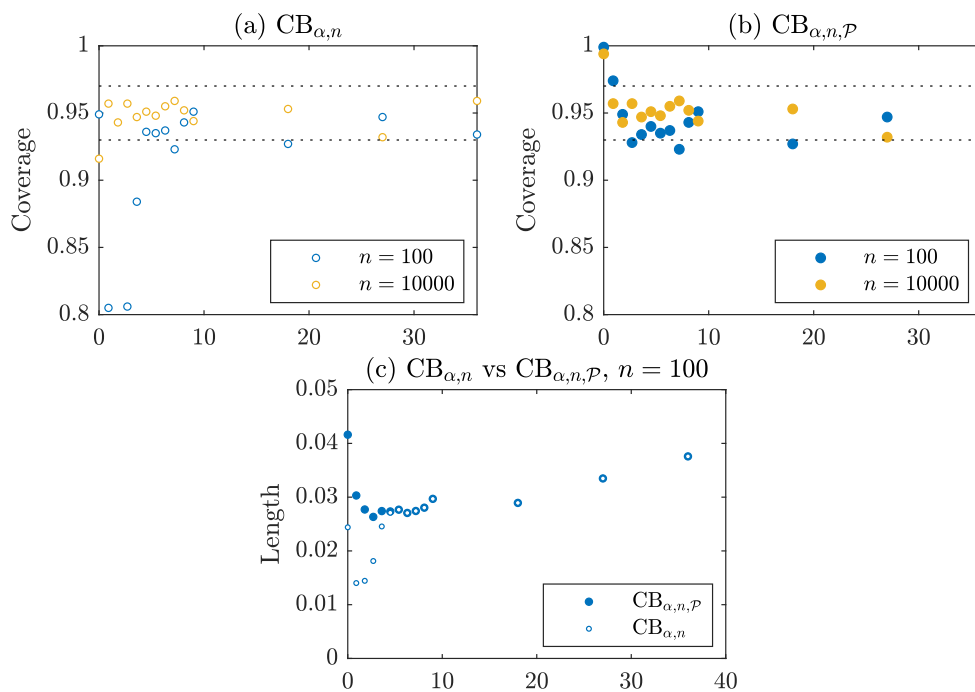 (a) CB_{α,n}
1
0.95
0.9
0.85
0.8
Coverage
0 10 20 30
n = 100
n = 10000
(b) CB_{α,n,𝒫}
1
0.95
0.9
0.85
0.8
Coverage
0 10 20 30
n = 100
n = 10000
(c) CB_{α,n} vs CB_{α,n,𝒫}, n = 100
0.05
0.04
0.03
0.02
0.01
0
Length
0 10 20 30 40
CB_{α,n,𝒫}
CB_{α,n}